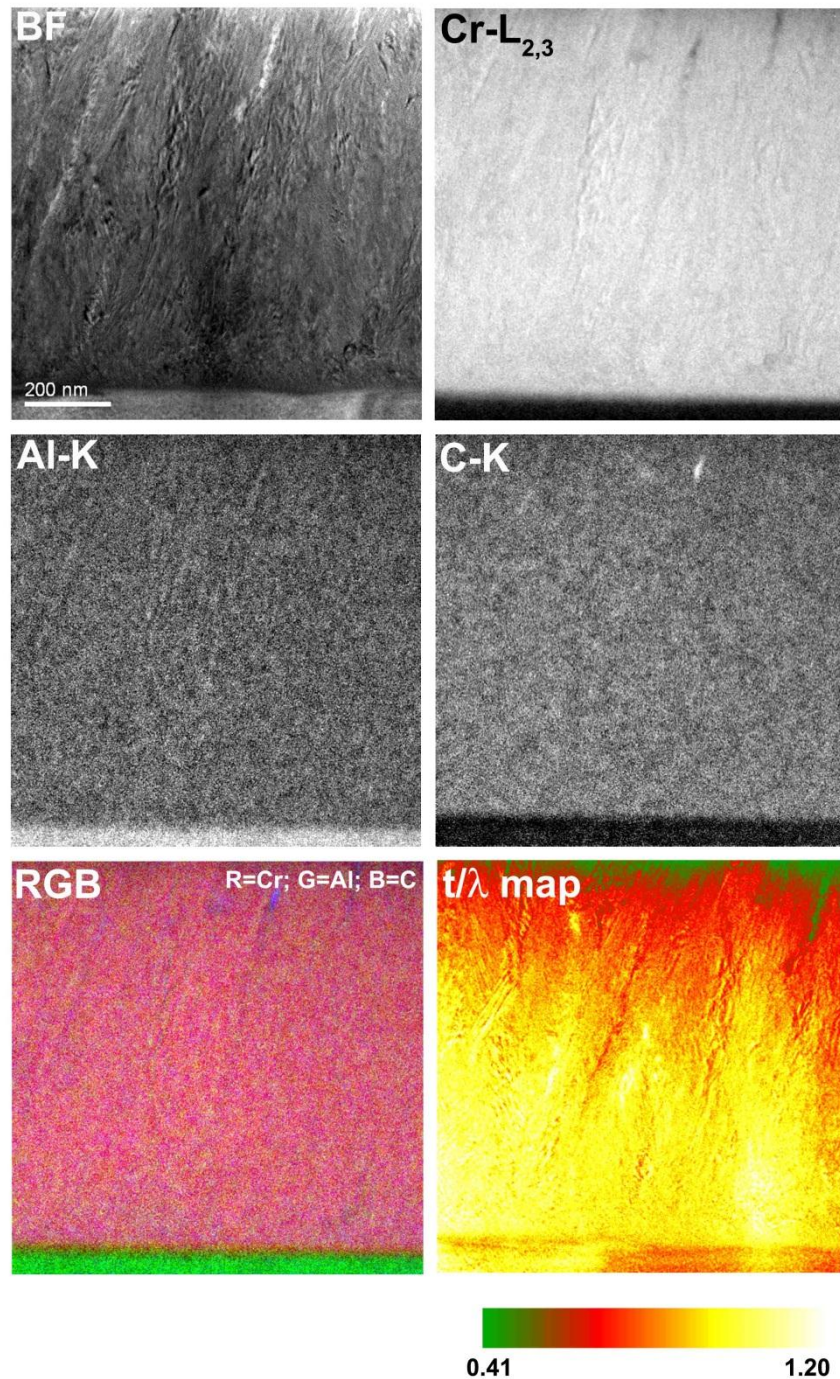 BF
Cr-L2,3
200 nm
Al-K
C-K
RGB
R=Cr; G=Al; B=C
t/λ map
0.41
1.20